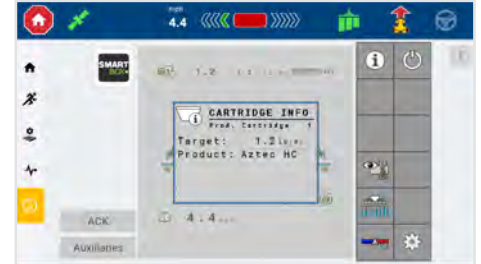 mph
4.4
SMART
BOX+
1.2
CARTRIDGE INFO
Prod. Cartridge 1
Target: 1.2
Product: Aztec HC
4.4
ACK
Auxiliaries